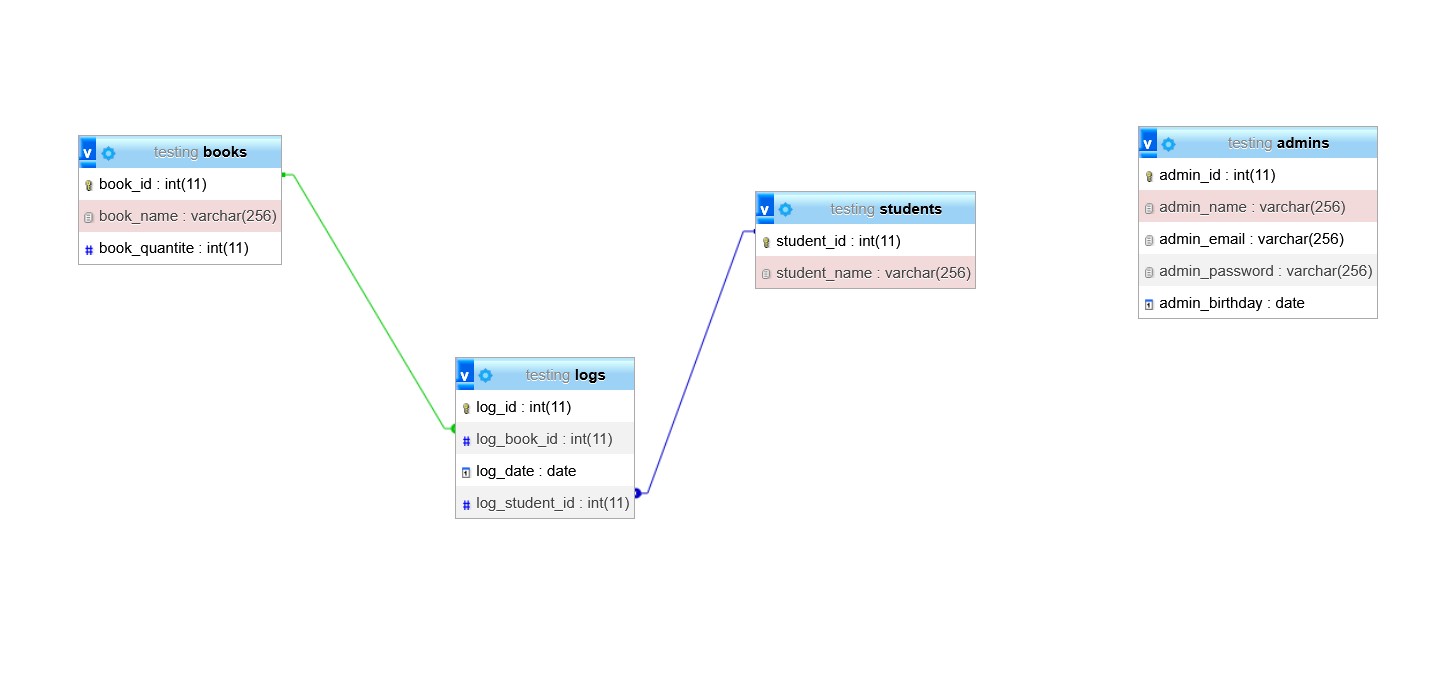 v testing books
book_id : int(11)
book_name : varchar(256)
# book_quantite : int(11)
v testing logs
log_id : int(11)
# log_book_id : int(11)
log_date : date
# log_student_id : int(11)
v testing students
student_id : int(11)
student_name : varchar(256)
v testing admins
admin_id : int(11)
admin_name : varchar(256)
admin_email : varchar(256)
admin_password : varchar(256)
admin_birthday : date